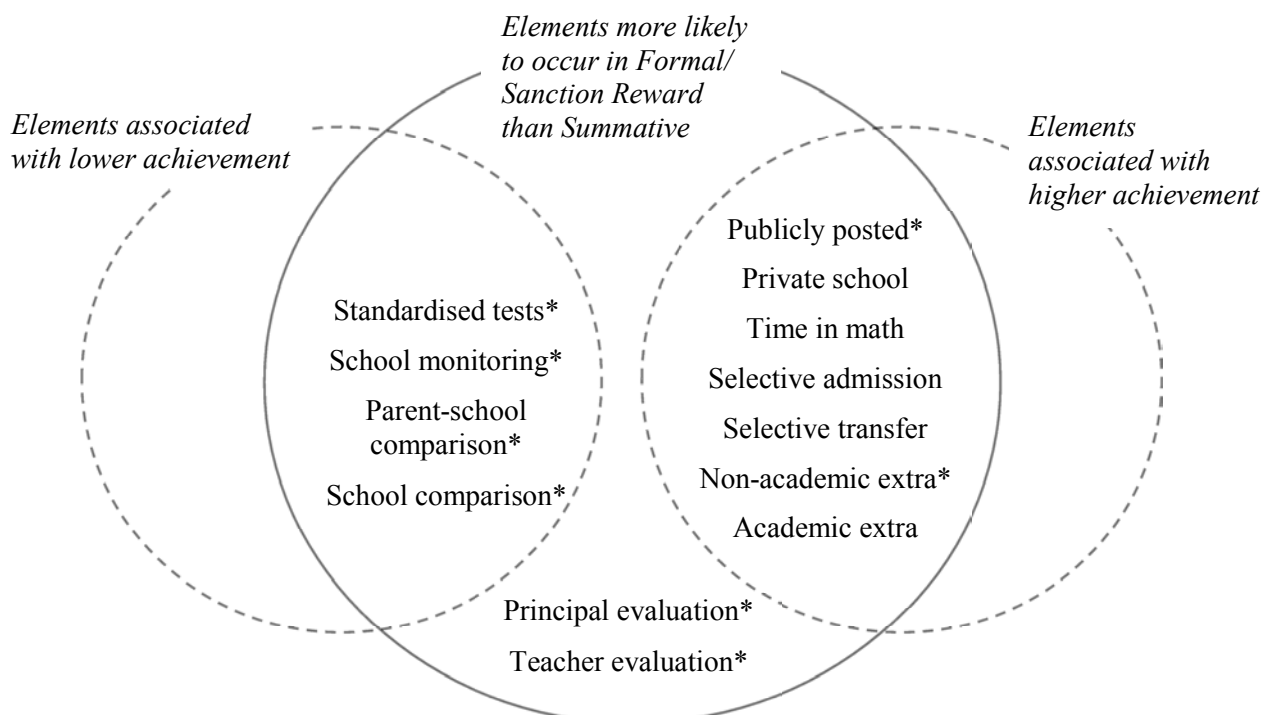 Elements more likely
to occur in Formal/
Sanction Reward
than Summative
Elements associated
with lower achievement
Elements
associated with
higher achievement
Standardised tests*
School monitoring*
Parent-school
comparison*
School comparison*
Publicly posted*
Private school
Time in math
Selective admission
Selective transfer
Non-academic extra*
Academic extra
Principal evaluation*
Teacher evaluation*